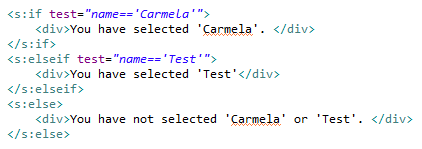 <s:if test="name=='Carmela'">
<div>You have selected 'Carmela'. </div>
</s:if>
<s:elseif test="name=='Test'">
<div>You have selected 'Test'</div>
</s:elseif>
<s:else>
<div>You have not selected 'Carmela' or 'Test'. </div>
</s:else>